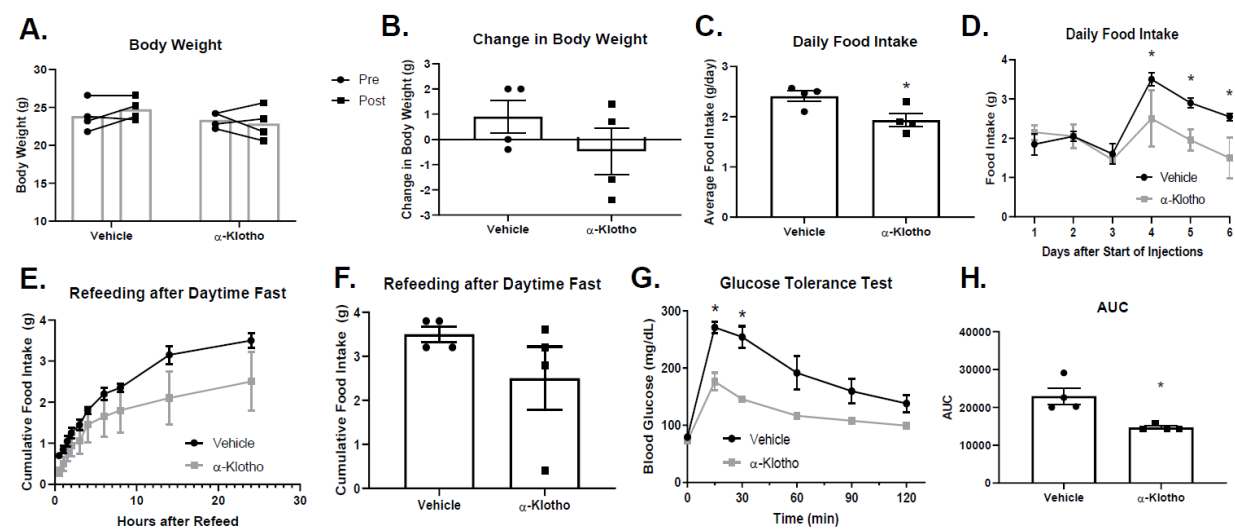 A.
Body Weight
Body Weight (g)
30
25
20
15
10
Vehicle
α-Klotho
Pre
Post
B.
Change in Body Weight
Change in Body Weight (g)
3
2
1
0
-1
-2
-3
Vehicle
α-Klotho
C.
Daily Food Intake
Average Food Intake (g/day)
3
2
1
0
*
Vehicle
α-Klotho
D.
Daily Food Intake
Food Intake (g)
4
3
2
1
0
* * *
Vehicle
α-Klotho
1 2 3 4 5 6
Days after Start of Injections
E.
Refeeding after Daytime Fast
Cumulative Food Intake (g)
4
3
2
1
0
Vehicle
α-Klotho
0 10 20 30
Hours after Refeed
F.
Refeeding after Daytime Fast
Cumulative Food Intake (g)
4
3
2
1
0
Vehicle
α-Klotho
G.
Glucose Tolerance Test
Blood Glucose (mg/dL)
300
200
100
0
* *
Vehicle
α-Klotho
0 30 60 90 120
Time (min)
H.
AUC
AUC
40000
30000
20000
10000
0
*
Vehicle
α-Klotho